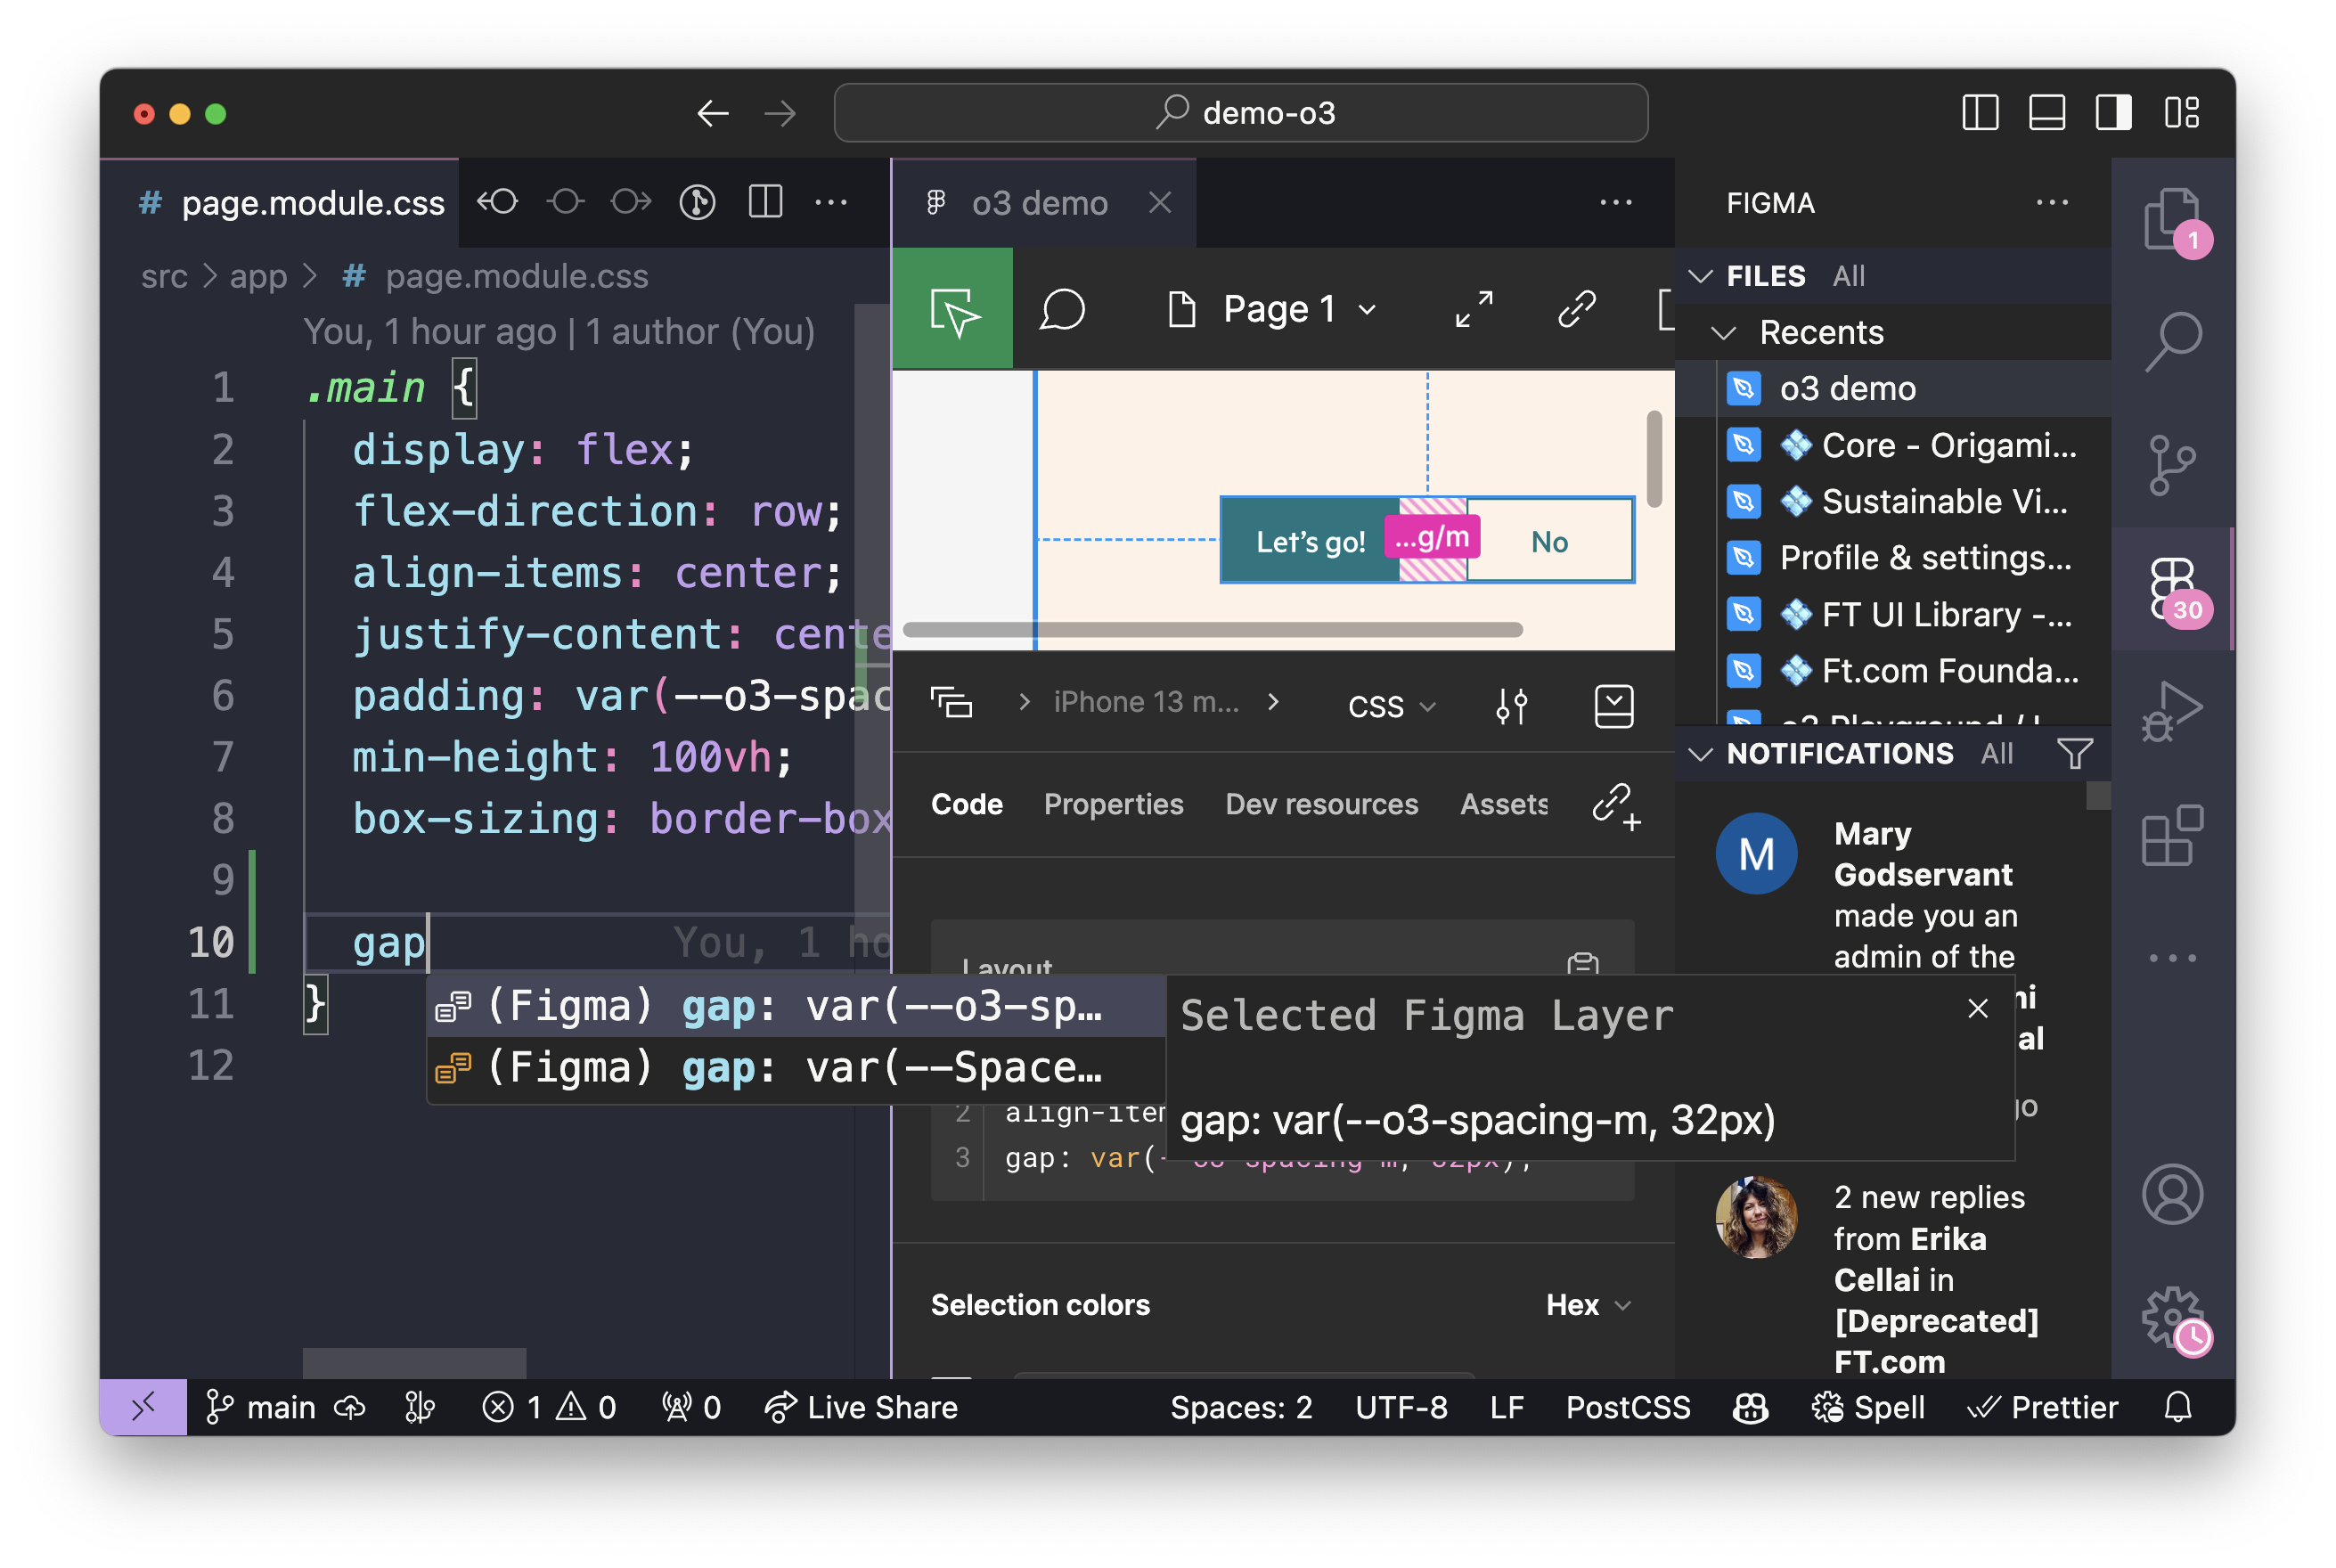 demo-o3
# page.module.css
o3 demo
FIGMA
src > app > # page.module.css
You, 1 hour ago | 1 author (You)
1 .main {
2 display: flex;
3 flex-direction: row;
4 align-items: center;
5 justify-content: cente
6 padding: var(--o3-spac
7 min-height: 100vh;
8 box-sizing: border-box
9
10 gap You, 1 ho
11 }
12
(Figma) gap: var(--o3-sp…
(Figma) gap: var(--Space…
Selected Figma Layer
gap: var(--o3-spacing-m, 32px)
Page 1
Let's go!
...g/m
No
iPhone 13 m...
CSS
Code Properties Dev resources Assets
Layout
2 align-item
3 gap: var(--o3-spacing-m, 32px);
Selection colors Hex
FILES All
Recents
o3 demo
Core - Origami...
Sustainable Vi...
Profile & settings...
FT UI Library -...
Ft.com Founda...
NOTIFICATIONS All
M
Mary
Godservant
made you an
admin of the
ni
al
2 new replies
from Erika
Cellai in
[Deprecated]
FT.com
1
30
main
1
0
0
Live Share
Spaces: 2
UTF-8
LF
PostCSS
Spell
Prettier